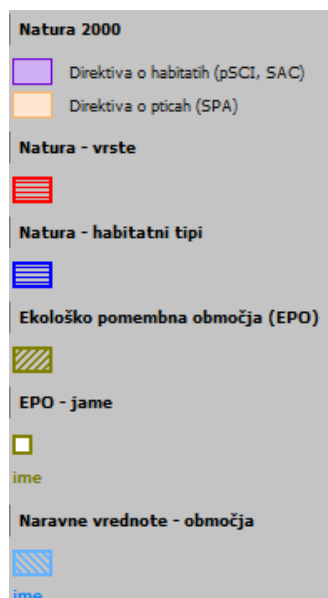 Natura 2000
Direktiva o habitatih (pSCI, SAC)
Direktiva o pticah (SPA)
Natura - vrste
Natura - habitatni tipi
Ekološko pomembna območja (EPO)
EPO - jame
ime
Naravne vrednote - območja
ime